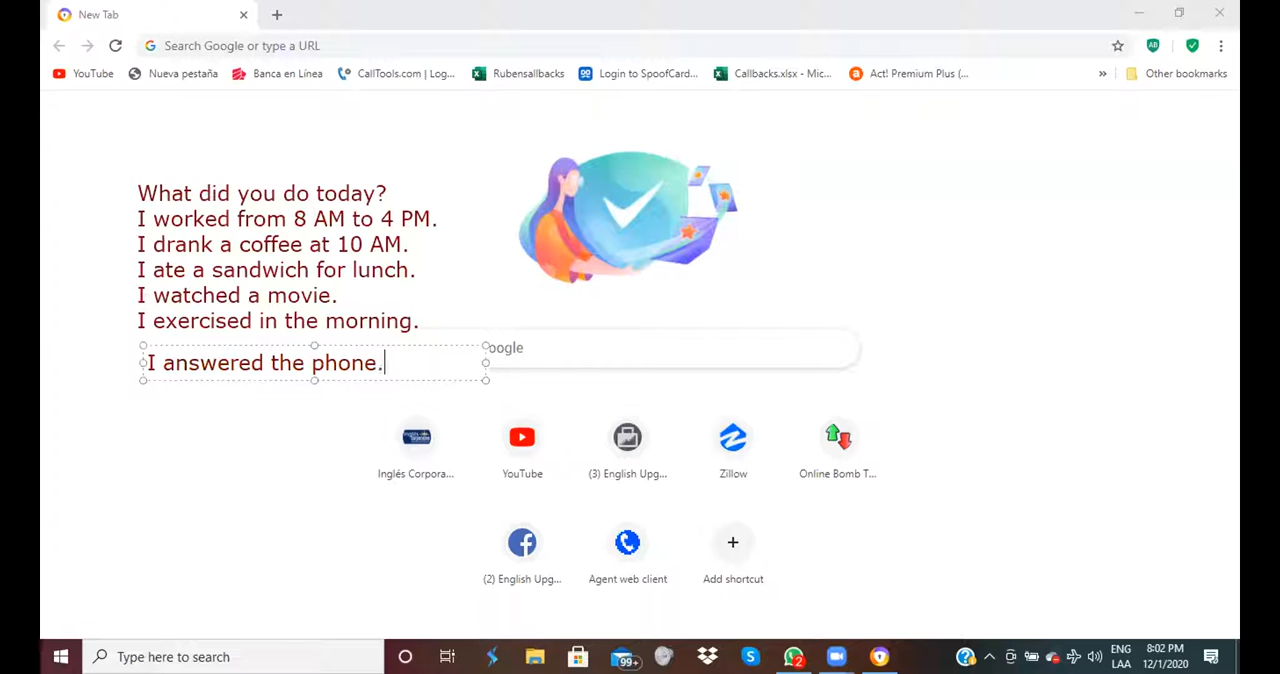 New Tab
Search Google or type a URL
YouTube Nueva pestaña Banca en Línea CallTools.com | Log... Rubensallbacks Login to SpoofCard... Callbacks.xlsx - Mic... Act! Premium Plus (... » Other bookmarks
What did you do today?
I worked from 8 AM to 4 PM.
I drank a coffee at 10 AM.
I ate a sandwich for lunch.
I watched a movie.
I exercised in the morning.
oogle
I answered the phone.
Inglés Corpora... YouTube (3) English Upg... Zillow Online Bomb T...
(2) English Upg... Agent web client Add shortcut
Type here to search 99+ 2 ENG 8:02 PM
LAA 12/1/2020